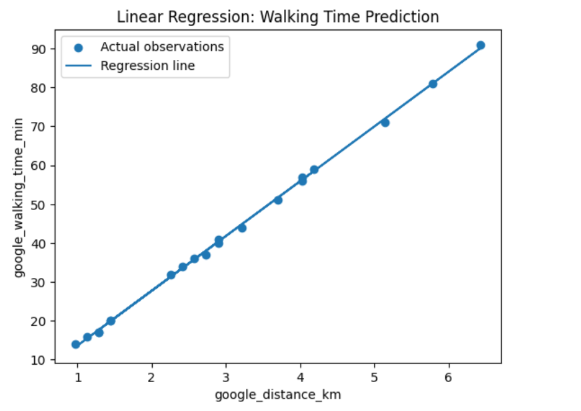 Linear Regression: Walking Time Prediction
Actual observations
Regression line
google_walking_time_min
90
80
70
60
50
40
30
20
10
1 2 3 4 5 6
google_distance_km